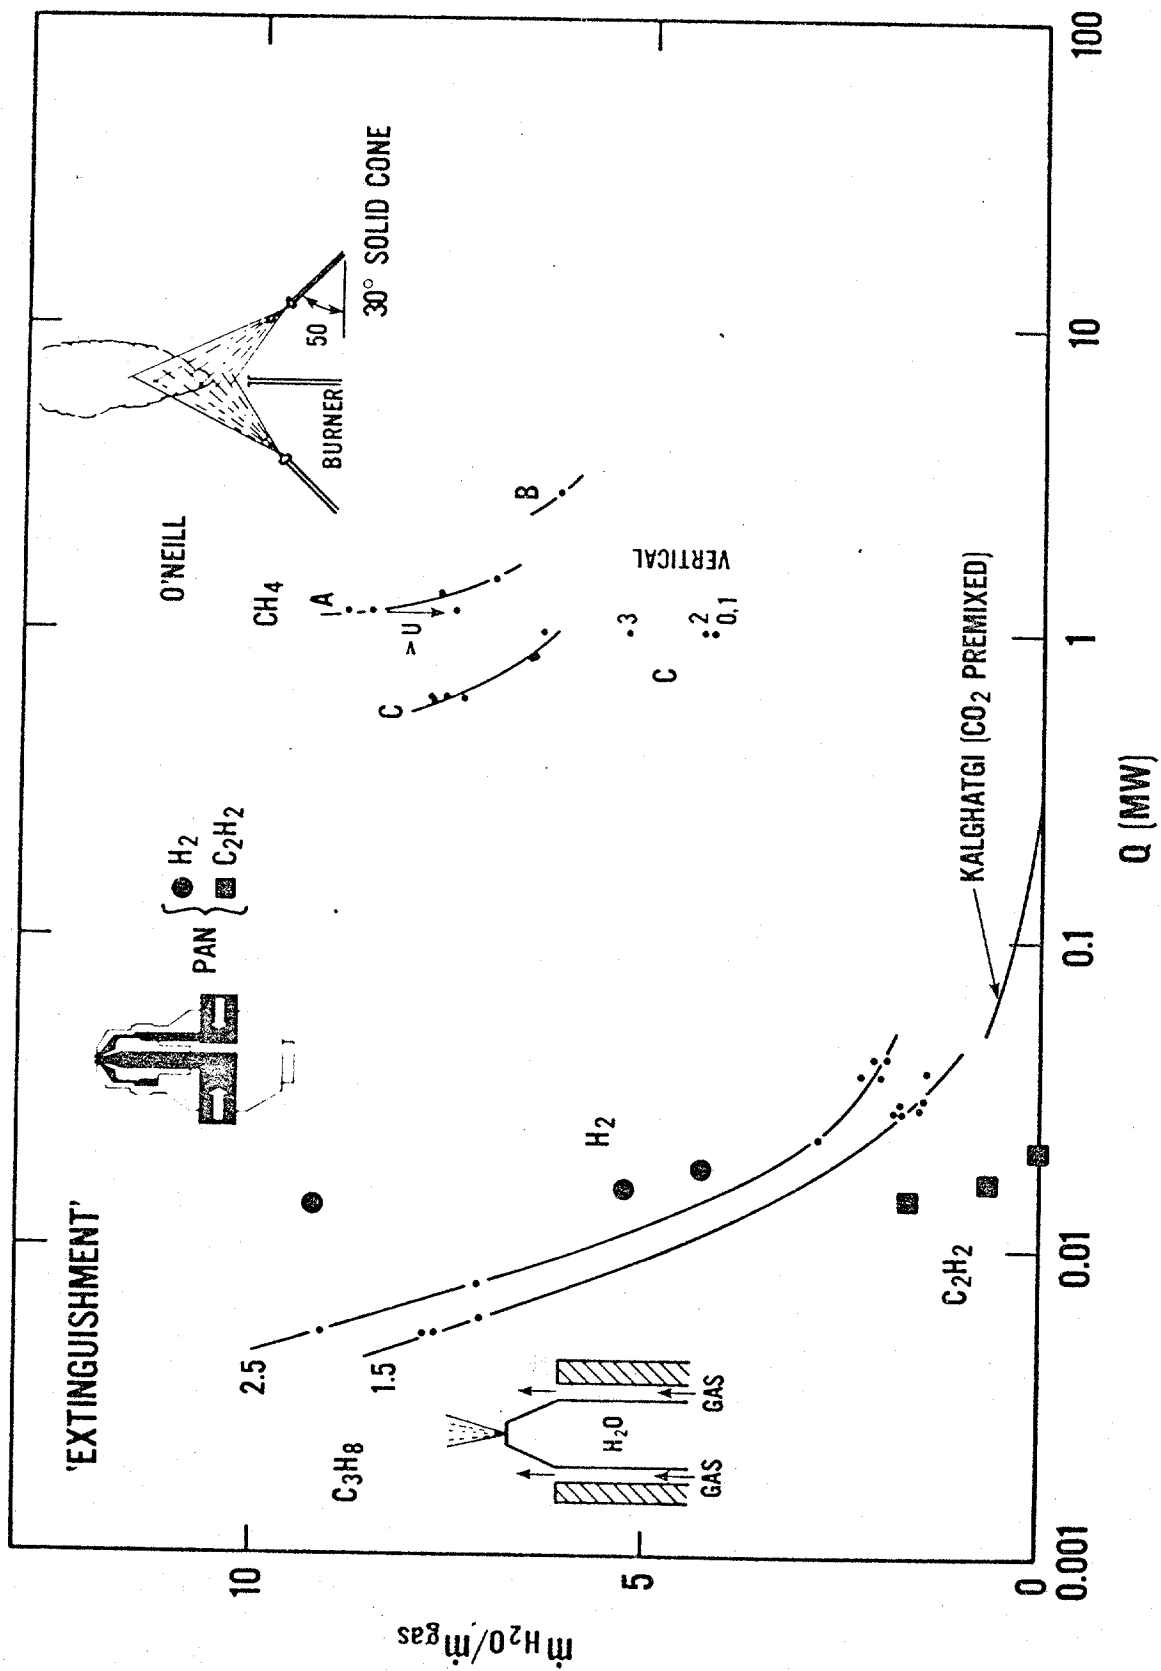 'EXTINGUISHMENT'
PAN { H2
C2H2
O'NEILL
CH4
A
B
C
<U
BURNER
50
30° SOLID CONE
C
VERTICAL
3
2
0,1
2.5
1.5
C3H8
H2O
GAS
GAS
H2
C2H2
KALGHATGI (CO2 PREMIXED)
ṁH2O/ṁgas
10
5
0
0.001
0.01
0.1
1
10
100
Q (MW)